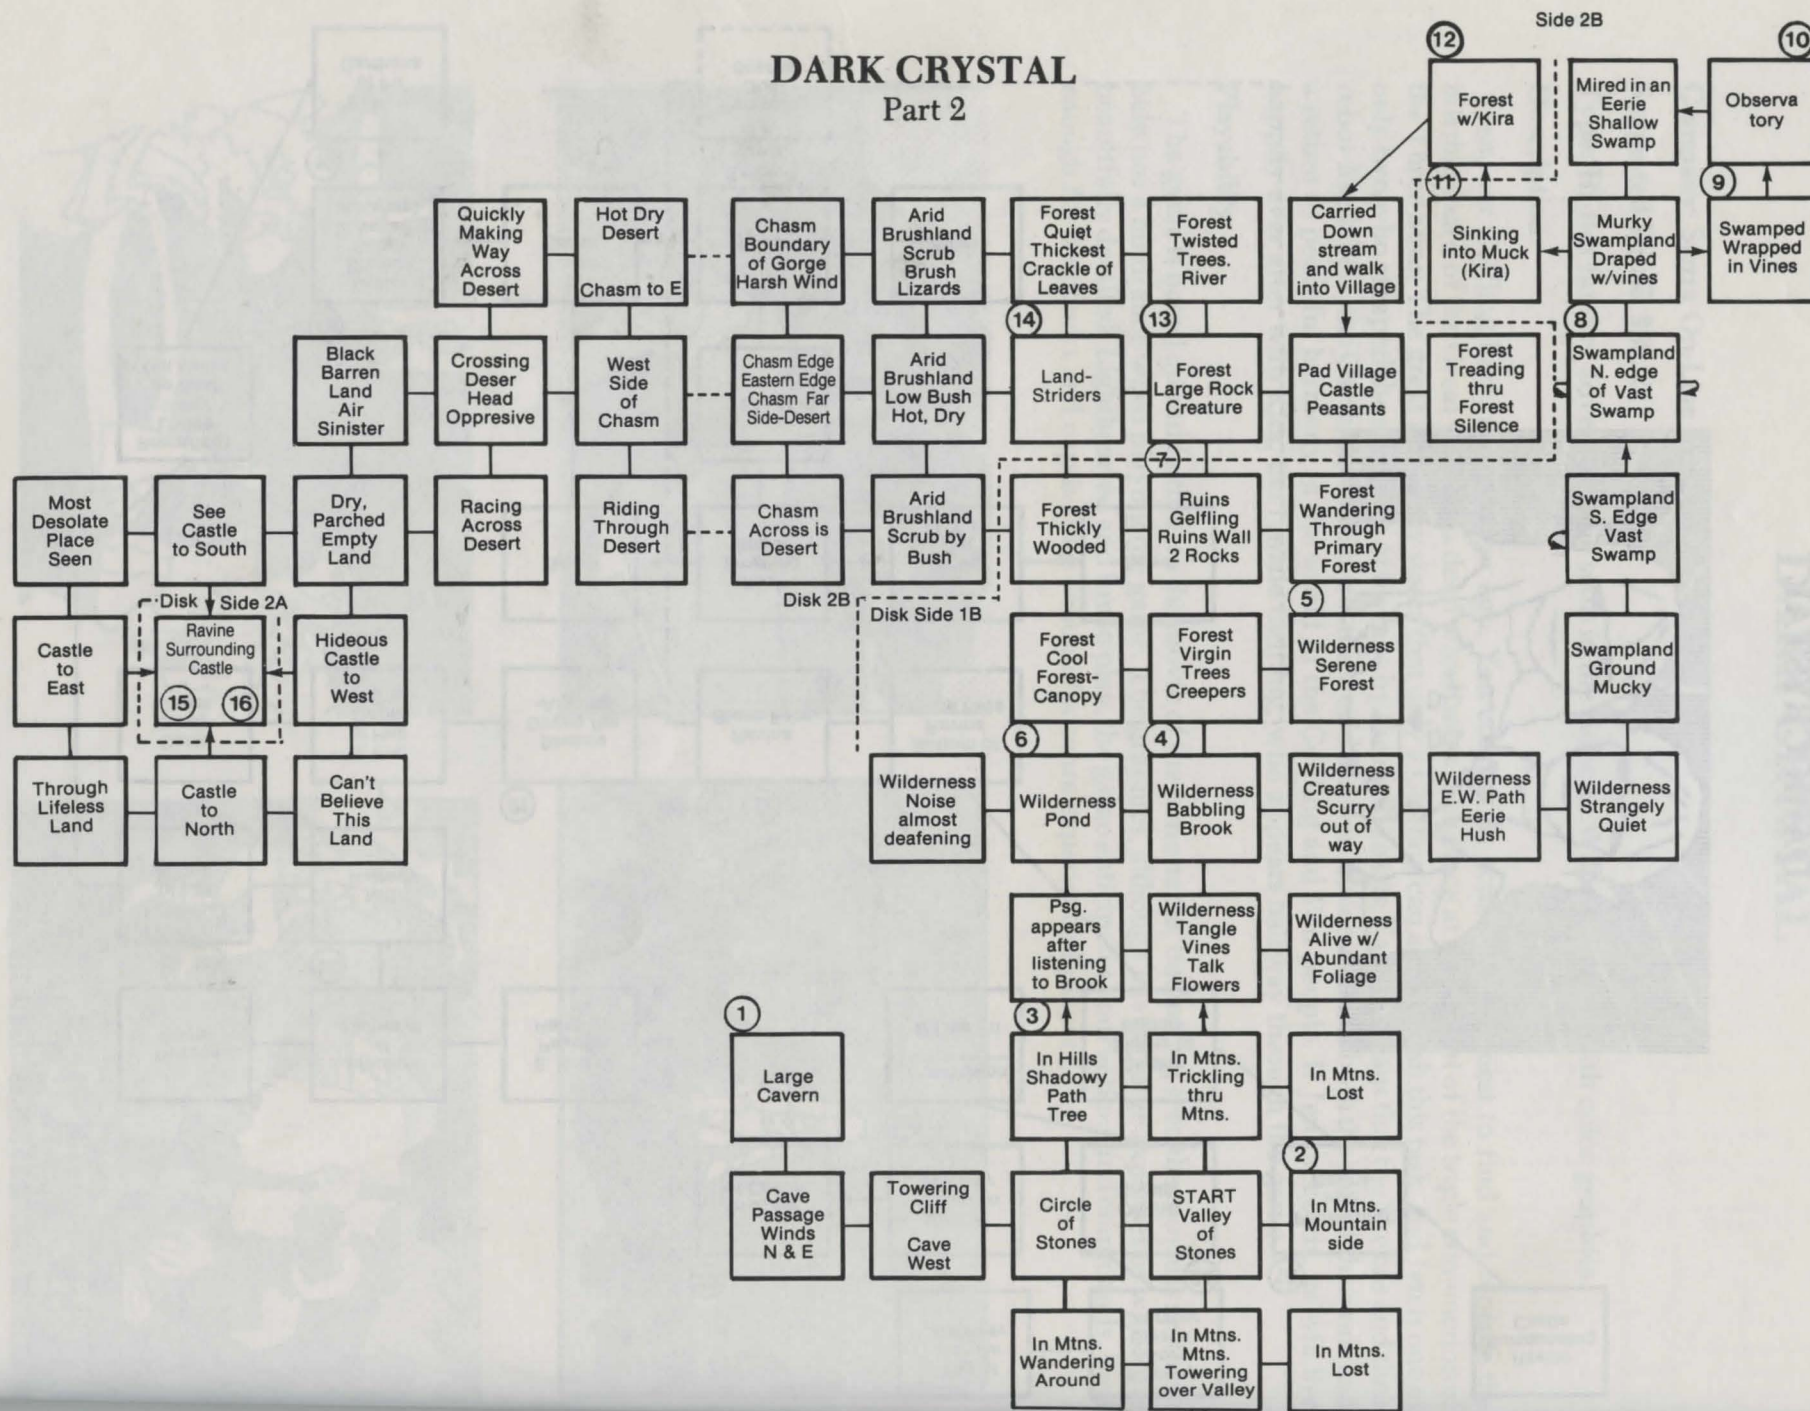 Side 2B
DARK CRYSTAL
Part 2
12
10
Forest
w/Kira
Mired in an
Eerie
Shallow
Swamp
Observa
tory
11
9
Quickly
Making
Way
Across
Desert
Hot Dry
Desert
Chasm to E
Chasm
Boundary
of Gorge
Harsh Wind
Arid
Brushland
Scrub
Brush
Lizards
Forest
Quiet
Thickest
Crackle of
Leaves
Forest
Twisted
Trees.
River
Carried
Down
stream
and walk
into Village
Sinking
into Muck
(Kira)
Murky
Swampland
Draped
w/vines
Swamped
Wrapped
in Vines
14
13
8
Black
Barren
Land
Air
Sinister
Crossing
Deser
Head
Oppresive
West
Side
of
Chasm
Chasm Edge
Eastern Edge
Chasm Far
Side-Desert
Arid
Brushland
Low Bush
Hot, Dry
Land-
Striders
Forest
Large Rock
Creature
Pad Village
Castle
Peasants
Forest
Treading
thru
Forest
Silence
Swampland
N. edge
of Vast
Swamp
7
Most
Desolate
Place
Seen
See
Castle
to South
Dry,
Parched
Empty
Land
Racing
Across
Desert
Riding
Through
Desert
Chasm
Across is
Desert
Arid
Brushland
Scrub by
Bush
Forest
Thickly
Wooded
Ruins
Gelfling
Ruins Wall
2 Rocks
Forest
Wandering
Through
Primary
Forest
Swampland
S. Edge
Vast
Swamp
Disk Side 2A
Disk 2B
Disk Side 1B
5
Castle
to
East
Ravine
Surrounding
Castle
15 16
Hideous
Castle
to
West
Forest
Cool
Forest-
Canopy
Forest
Virgin
Trees
Creepers
Wilderness
Serene
Forest
Swampland
Ground
Mucky
6
4
Through
Lifeless
Land
Castle
to
North
Can't
Believe
This
Land
Wilderness
Noise
almost
deafening
Wilderness
Pond
Wilderness
Babbling
Brook
Wilderness
Creatures
Scurry
out of
way
Wilderness
E.W. Path
Eerie
Hush
Wilderness
Strangely
Quiet
Psg.
appears
after
listening
to Brook
Wilderness
Tangle
Vines
Talk
Flowers
Wilderness
Alive w/
Abundant
Foliage
1
3
Large
Cavern
In Hills
Shadowy
Path
Tree
In Mtns.
Trickling
thru
Mtns.
In Mtns.
Lost
2
Cave
Passage
Winds
N & E
Towering
Cliff
Cave
West
Circle
of
Stones
START
Valley
of
Stones
In Mtns.
Mountain
side
In Mtns.
Wandering
Around
In Mtns.
Mtns.
Towering
over Valley
In Mtns.
Lost